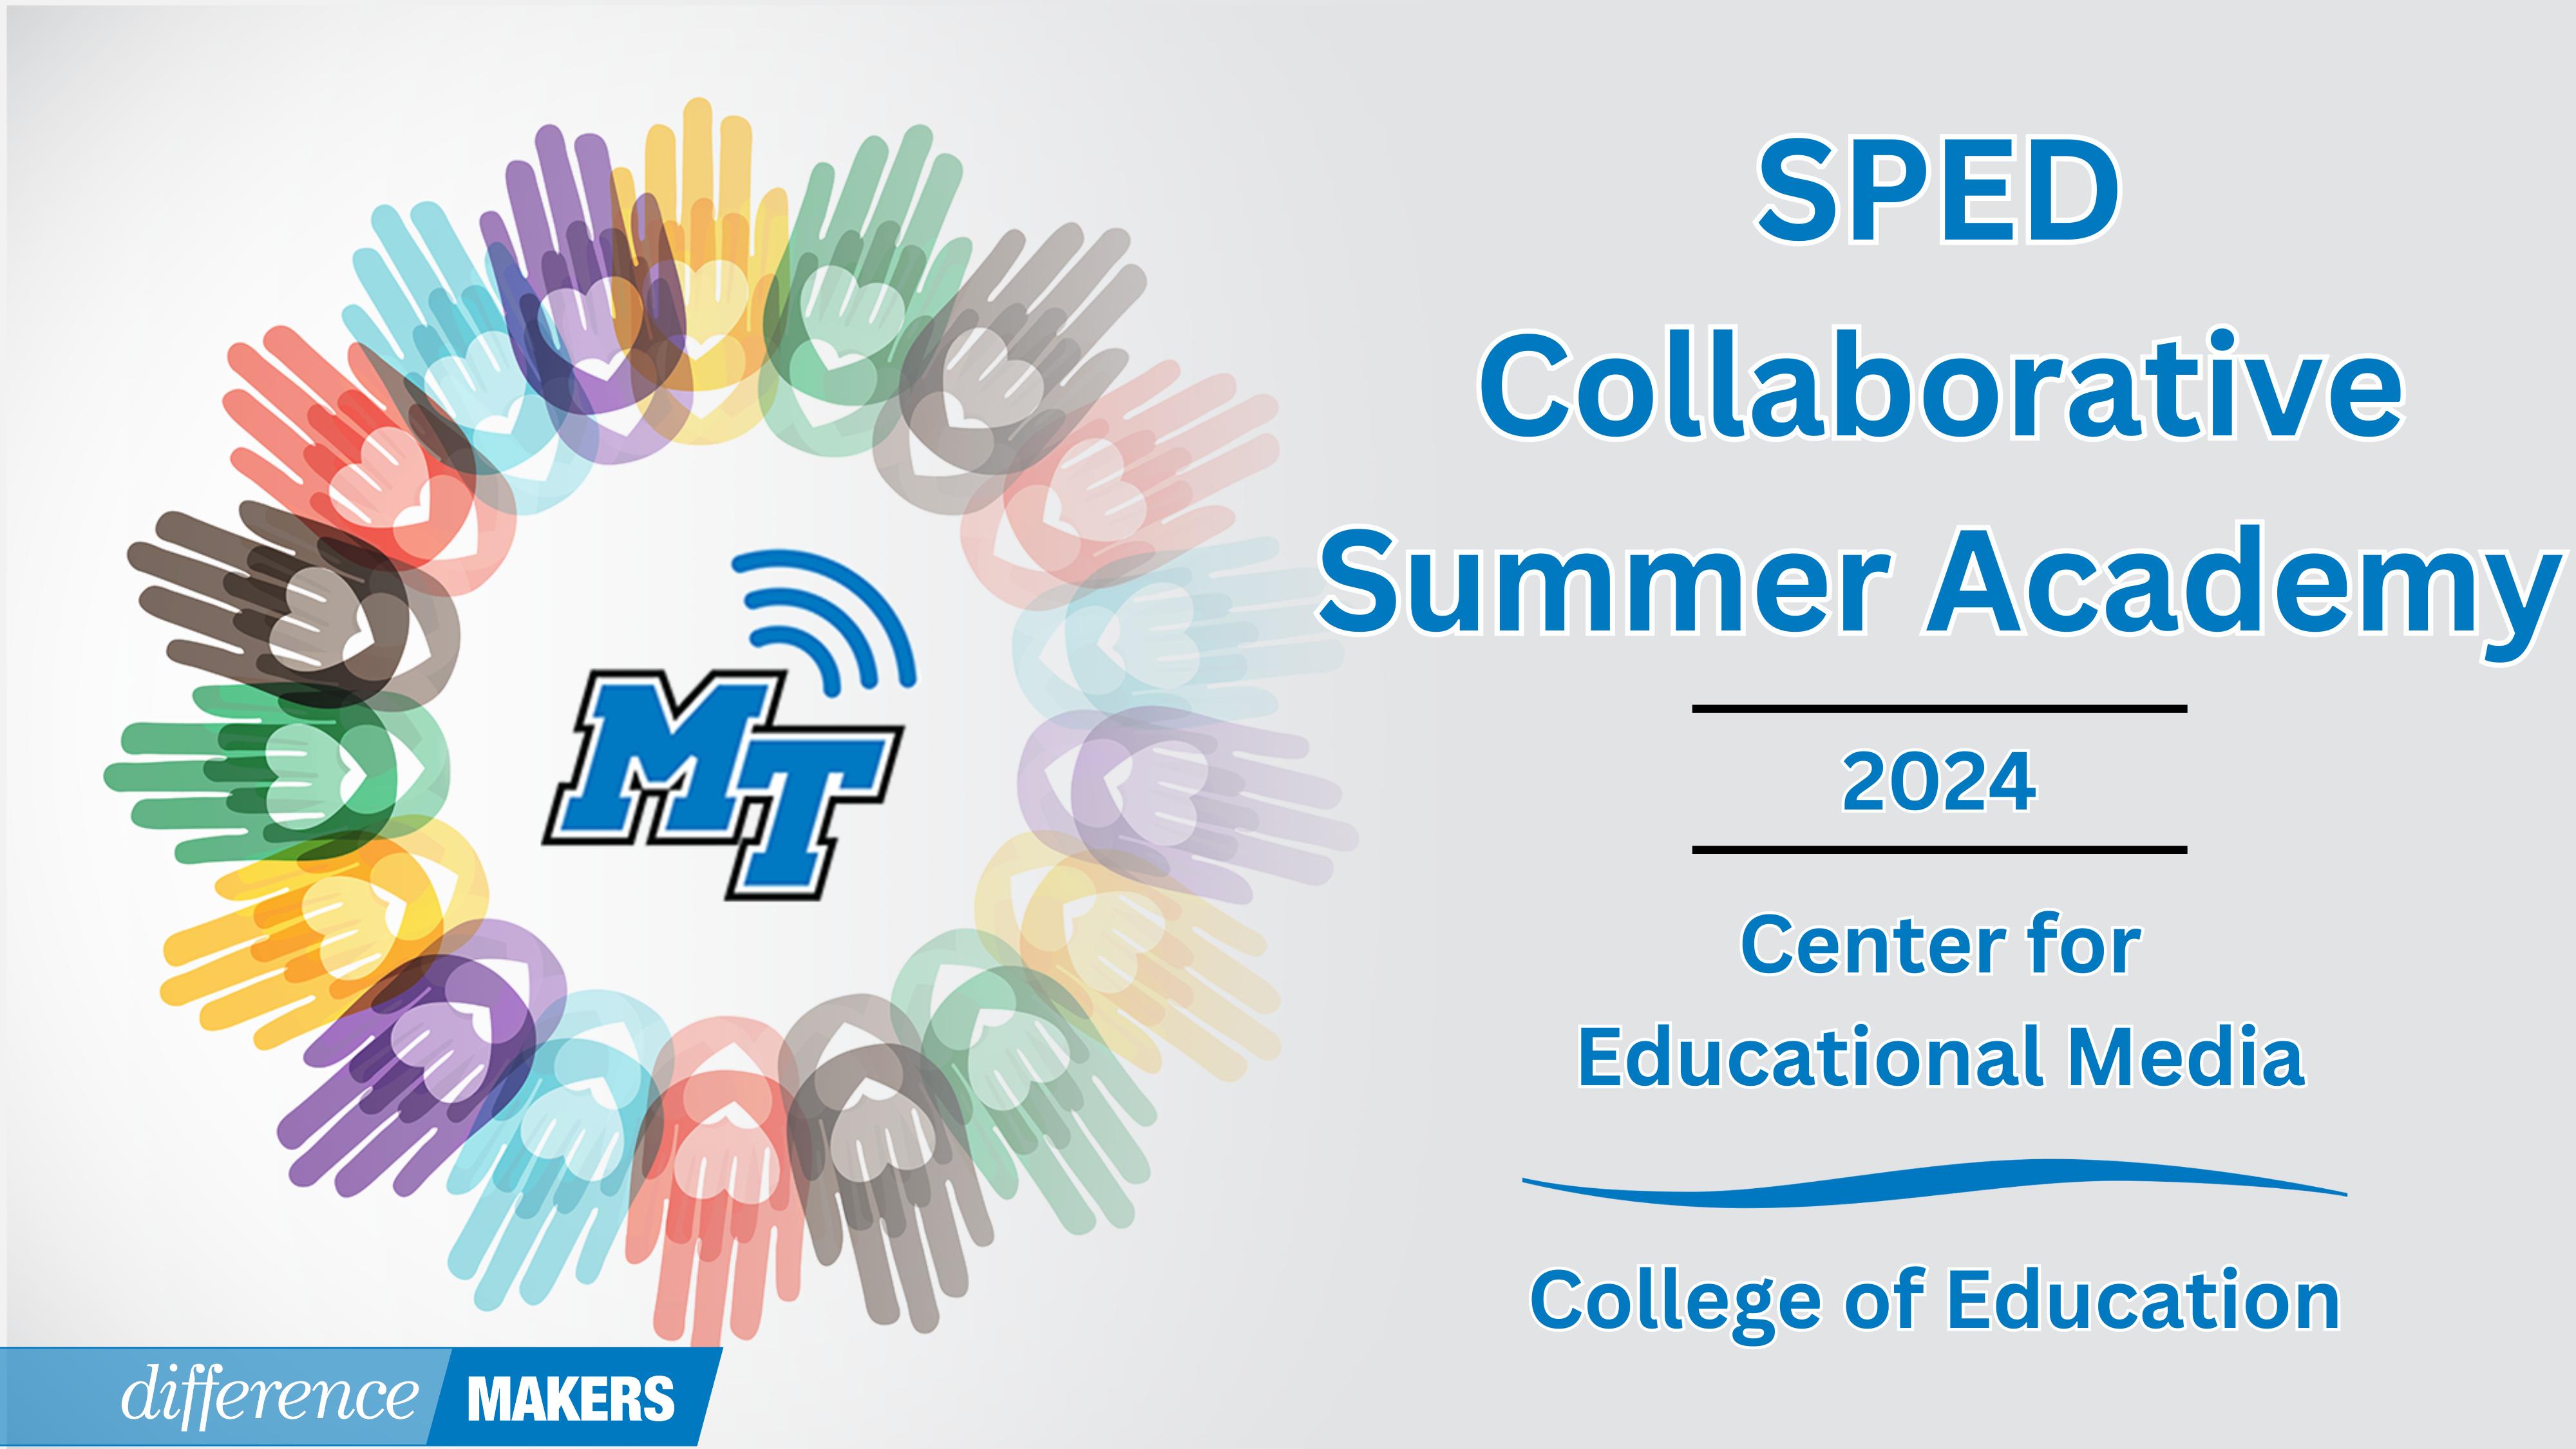 SPED
Collaborative
Summer Academy
2024
Center for
Educational Media
College of Education
MT
difference MAKERS